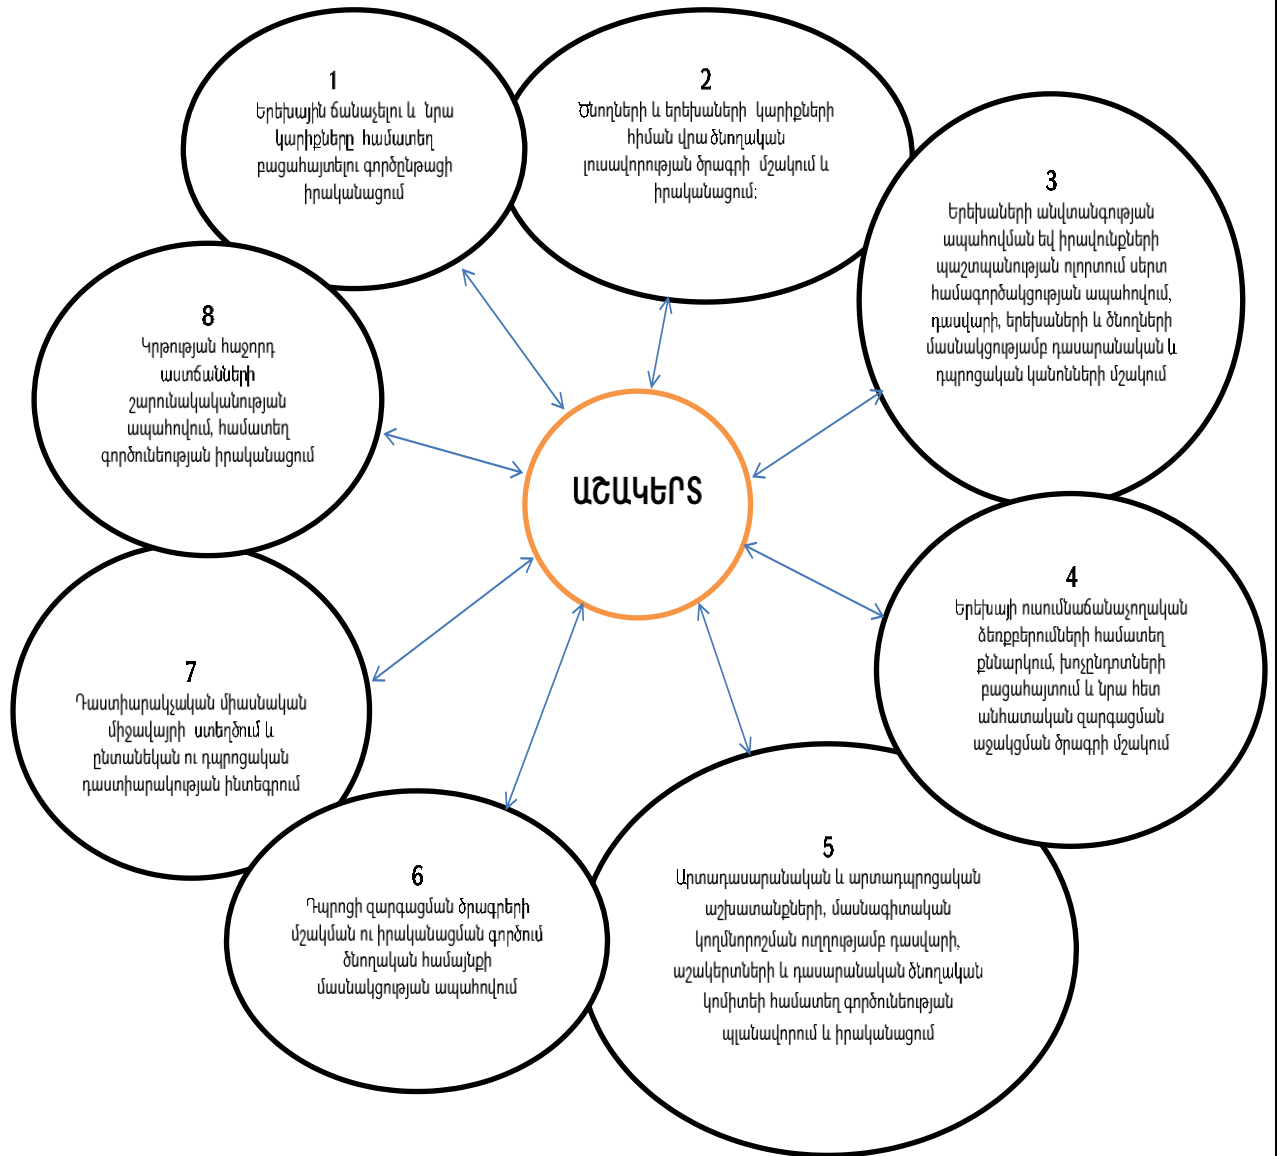 1
Երեխային ճանաչելու և նրա
կարիքները համատեղ
բացահայտելու գործընթացի
իրականացում
2
Ծնողների և երեխաների կարիքների
հիման վրա ծնողական
լուսավորության ծրագրի մշակում և
իրականացում:
3
Երեխաների անվտանգության
ապահովման եվ իրավունքների
պաշտպանության ոլորտում սերտ
համագործակցության ապահովում,
դասվարի, երեխաների և ծնողների
մասնակցությամբ դասարանական և
դպրոցական կանոնների մշակում
4
Երեխայի ուսումնաճանաչողական
ձեռքբերումների համատեղ
քննարկում, խոչընդոտների
բացահայտում և նրա հետ
անհատական զարգացման
աջակցման ծրագրի մշակում
5
Արտադասարանական և արտադպրոցական
աշխատանքների, մասնագիտական
կողմնորոշման ուղղությամբ դասվարի,
աշակերտների և դասարանական ծնողական
կոմիտեի համատեղ գործունեության
պլանավորում և իրականացում
6
Դպրոցի զարգացման ծրագրերի
մշակման ու իրականացման գործում
ծնողական համայնքի
մասնակցության ապահովում
7
Դաստիարակչական միասնական
միջավայրի ստեղծում և
ընտանեկան ու դպրոցական
դաստիարակության ինտեգրում
8
Կրթության հաջորդ
աստճանների
շարունակականության
ապահովում, համատեղ
գործունեության իրականացում
ԱՇԱԿԵՐՏ